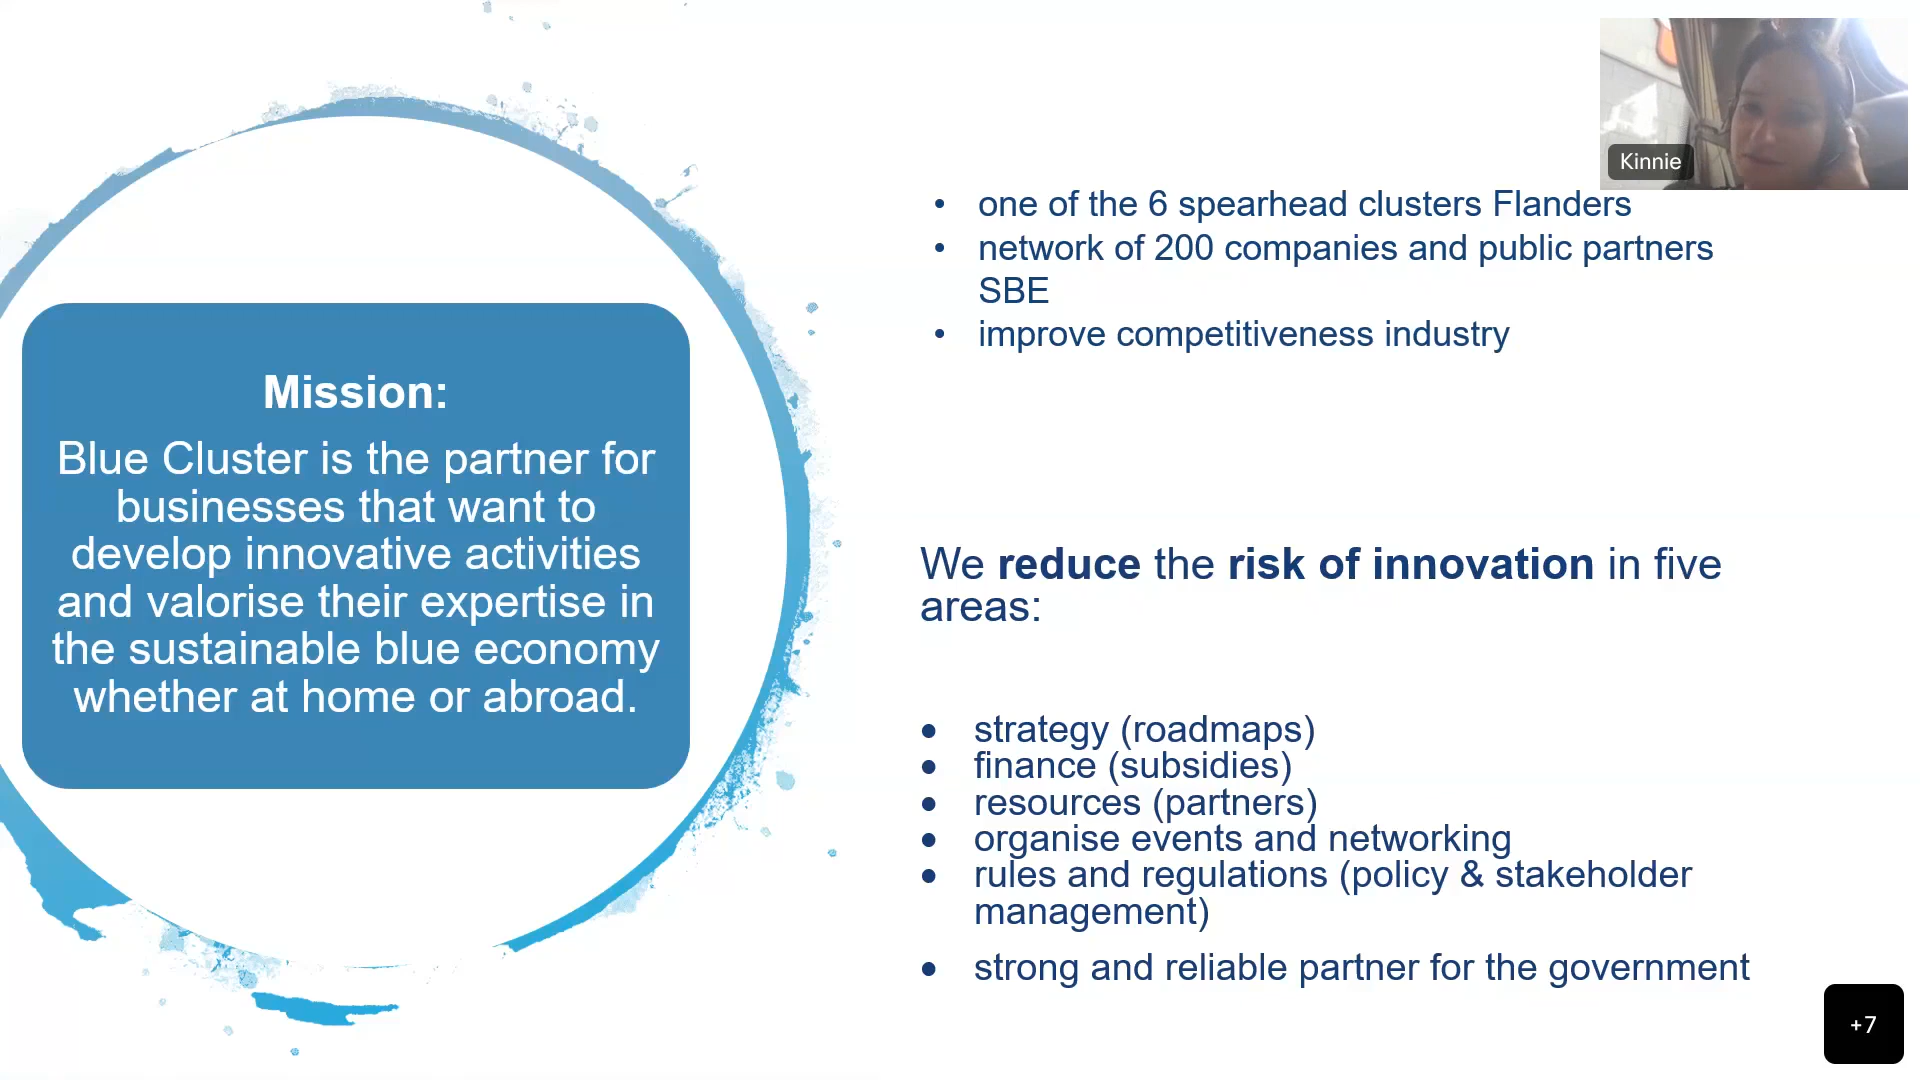 Kinnie
Mission:
Blue Cluster is the partner for
businesses that want to
develop innovative activities
and valorise their expertise in
the sustainable blue economy
whether at home or abroad.
• one of the 6 spearhead clusters Flanders
• network of 200 companies and public partners
SBE
• improve competitiveness industry
We reduce the risk of innovation in five
areas:
• strategy (roadmaps)
• finance (subsidies)
• resources (partners)
• organise events and networking
• rules and regulations (policy & stakeholder
management)
• strong and reliable partner for the government
+7